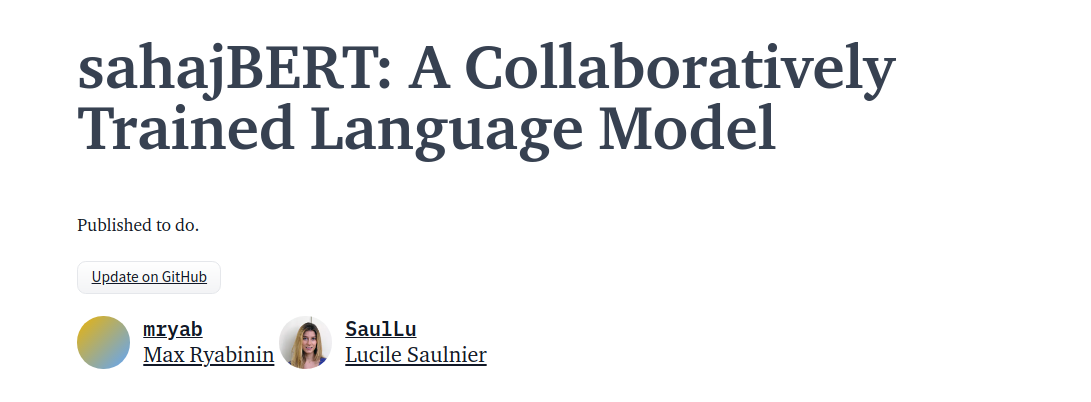 sahajBERT: A Collaboratively
Trained Language Model
Published to do.
Update on GitHub
mryab
Max Ryabinin
SaulLu
Lucile Saulnier